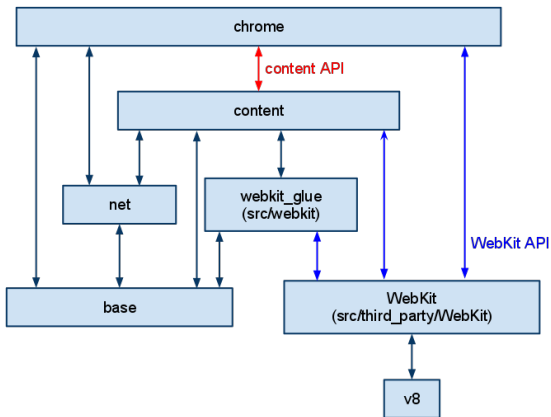 chrome
content API
content
webkit_glue
(src/webkit)
net
WebKit API
base
WebKit
(src/third_party/WebKit)
v8